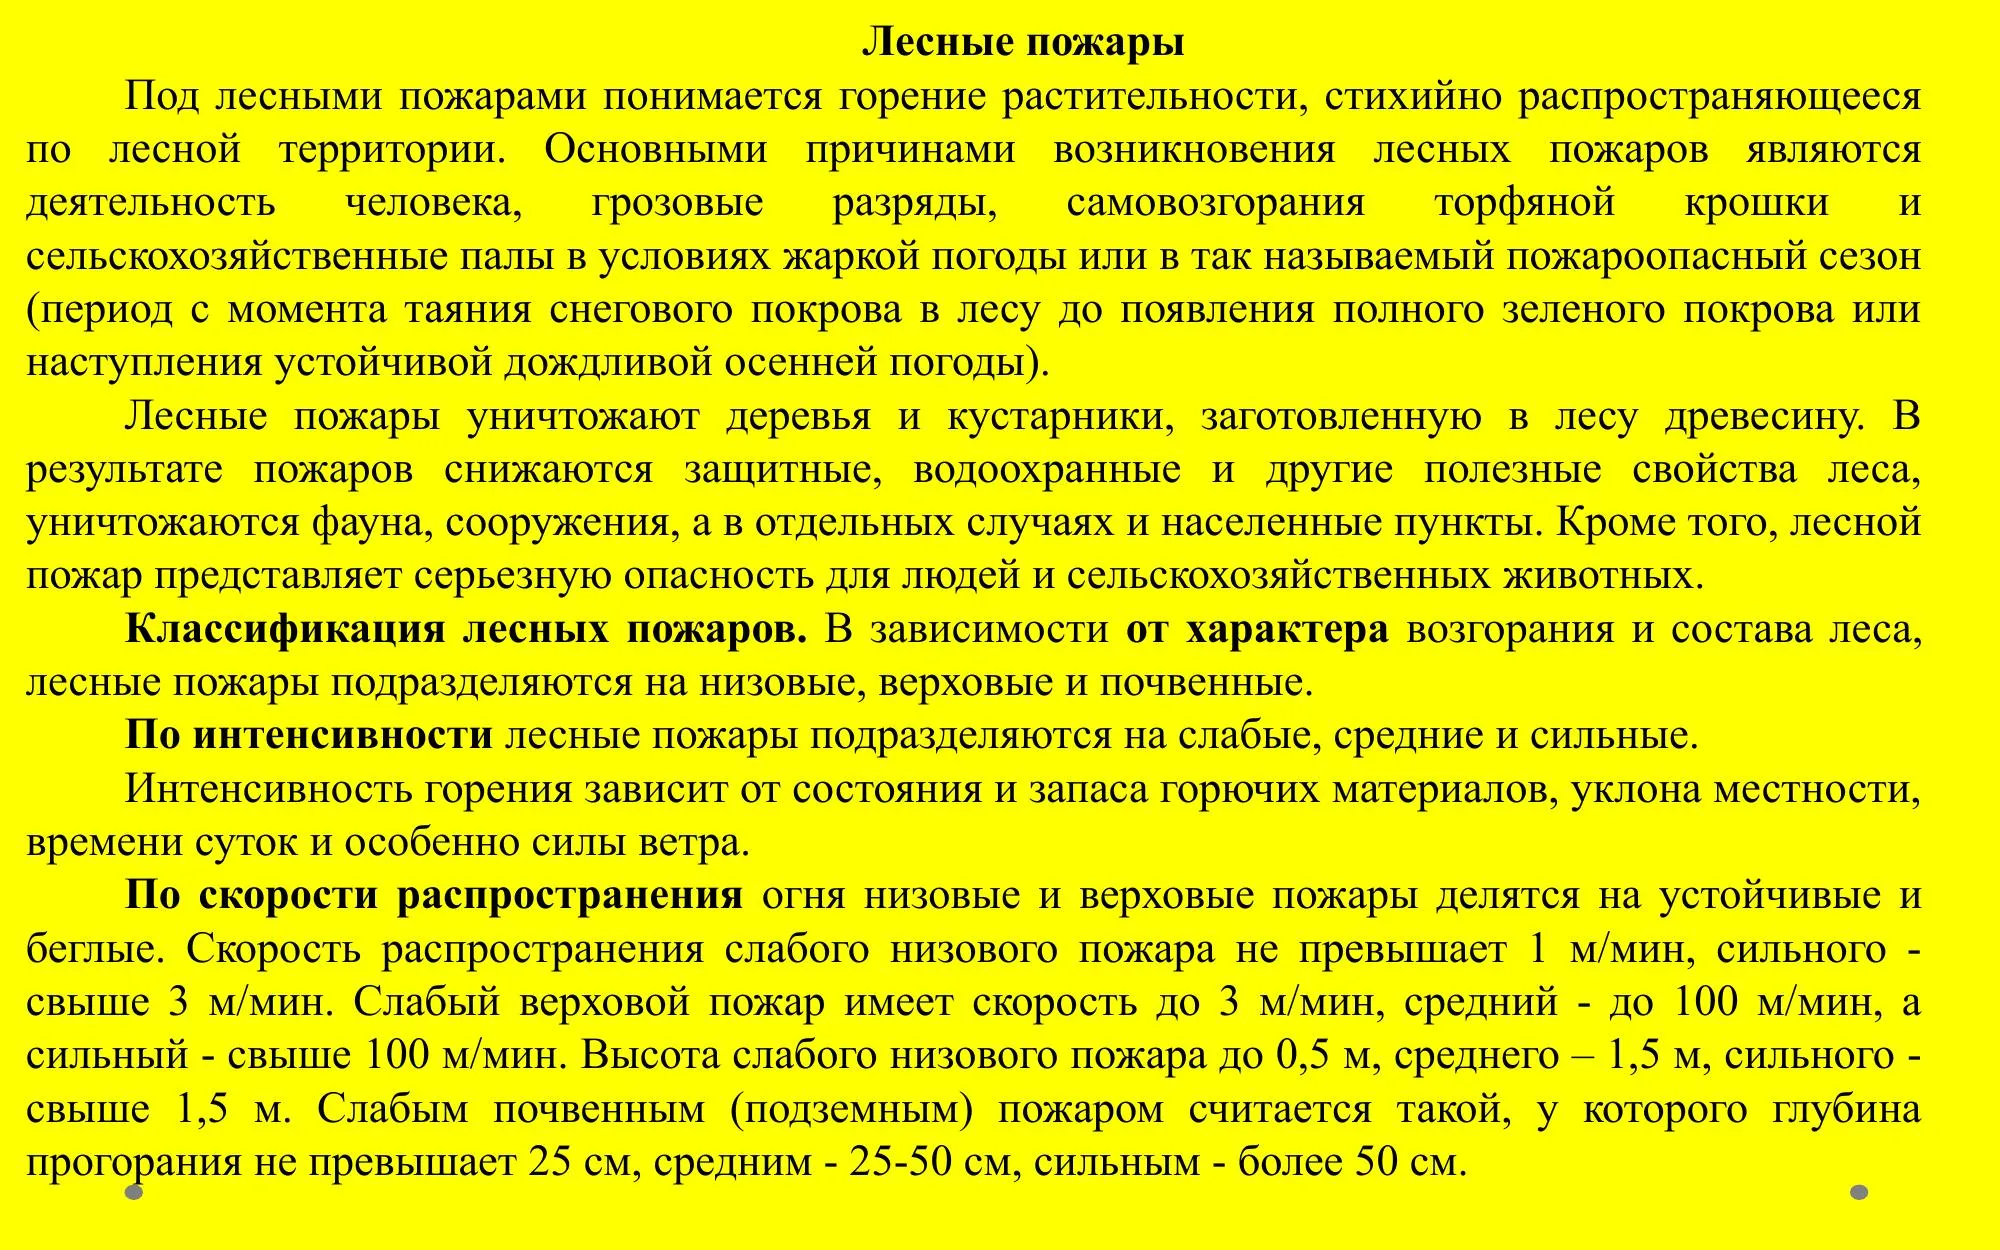 Лесные пожары
Под лесными пожарами понимается горение растительности, стихийно распространяющееся
по лесной территории. Основными причинами возникновения лесных пожаров являются
деятельность человека, грозовые разряды, самовозгорания торфяной крошки и
сельскохозяйственные палы в условиях жаркой погоды или в так называемый пожароопасный сезон
(период с момента таяния снегового покрова в лесу до появления полного зеленого покрова или
наступления устойчивой дождливой осенней погоды).
Лесные пожары уничтожают деревья и кустарники, заготовленную в лесу древесину. В
результате пожаров снижаются защитные, водоохранные и другие полезные свойства леса,
уничтожаются фауна, сооружения, а в отдельных случаях и населенные пункты. Кроме того, лесной
пожар представляет серьезную опасность для людей и сельскохозяйственных животных.
Классификация лесных пожаров. В зависимости от характера возгорания и состава леса,
лесные пожары подразделяются на низовые, верховые и почвенные.
По интенсивности лесные пожары подразделяются на слабые, средние и сильные.
Интенсивность горения зависит от состояния и запаса горючих материалов, уклона местности,
времени суток и особенно силы ветра.
По скорости распространения огня низовые и верховые пожары делятся на устойчивые и
беглые. Скорость распространения слабого низового пожара не превышает 1 м/мин, сильного -
свыше 3 м/мин. Слабый верховой пожар имеет скорость до 3 м/мин, средний - до 100 м/мин, а
сильный - свыше 100 м/мин. Высота слабого низового пожара до 0,5 м, среднего – 1,5 м, сильного -
свыше 1,5 м. Слабым почвенным (подземным) пожаром считается такой, у которого глубина
прогорания не превышает 25 см, средним - 25-50 см, сильным - более 50 см.